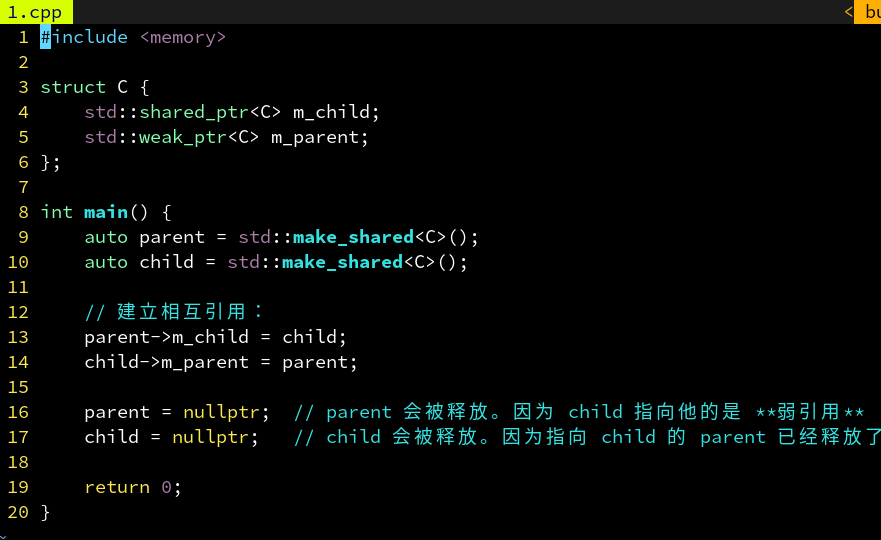 1.cpp < bu
1 #include <memory>
2
3 struct C {
4     std::shared_ptr<C> m_child;
5     std::weak_ptr<C> m_parent;
6 };
7
8 int main() {
9     auto parent = std::make_shared<C>();
10     auto child = std::make_shared<C>();
11
12     // 建立相互引用：
13     parent->m_child = child;
14     child->m_parent = parent;
15
16     parent = nullptr;  // parent 会被释放。因为 child 指向他的是 **弱引用**
17     child = nullptr;   // child 会被释放。因为指向 child 的 parent 已经释放了
18
19     return 0;
20 }
~